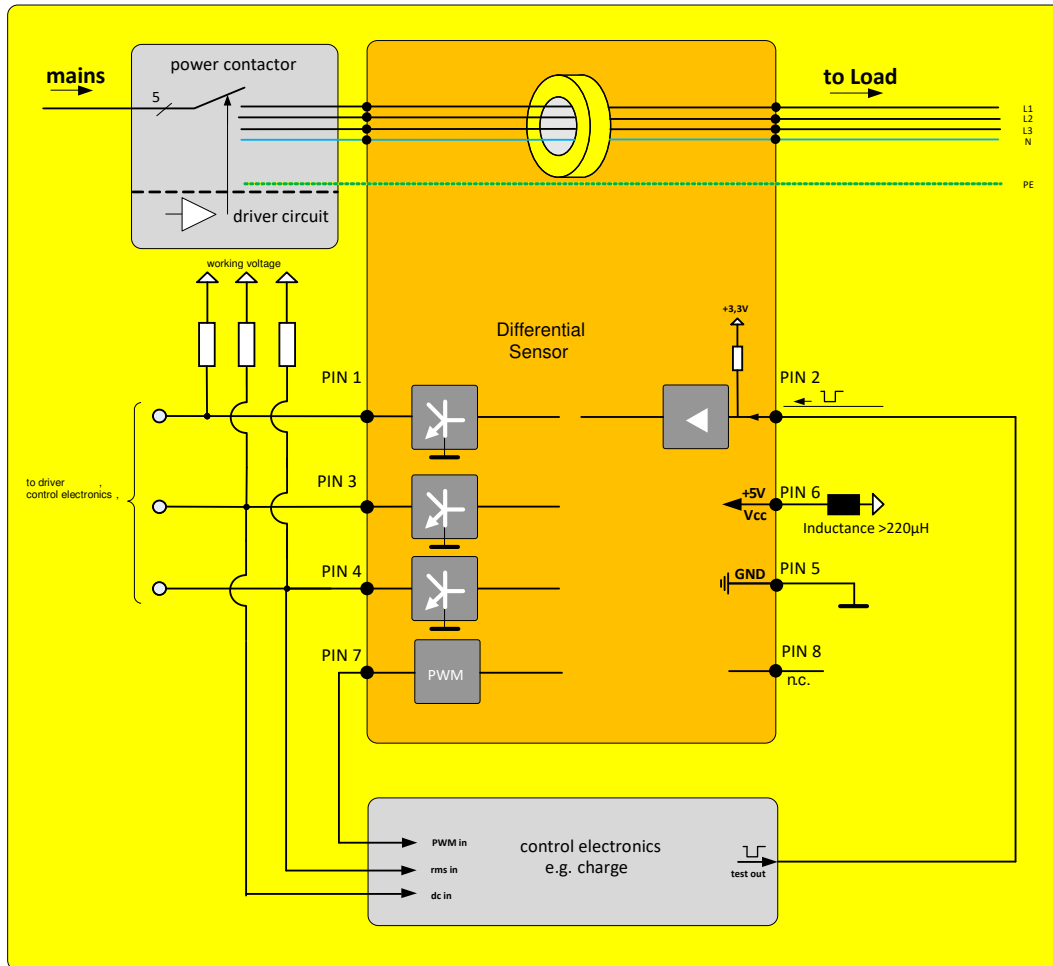 power contactor
mains
5
to Load
L1
L2
L3
N
PE
driver circuit
working voltage
+3,3V
Differential
Sensor
PIN 1
PIN 2
to driver ,
control electronics ,
PIN 3
+5V
Vcc
PIN 6
Inductance >220µH
PIN 4
GND
PIN 5
PIN 7
PWM
PIN 8
n.c.
PWM in
control electronics
e.g. charge
rms in
test out
dc in